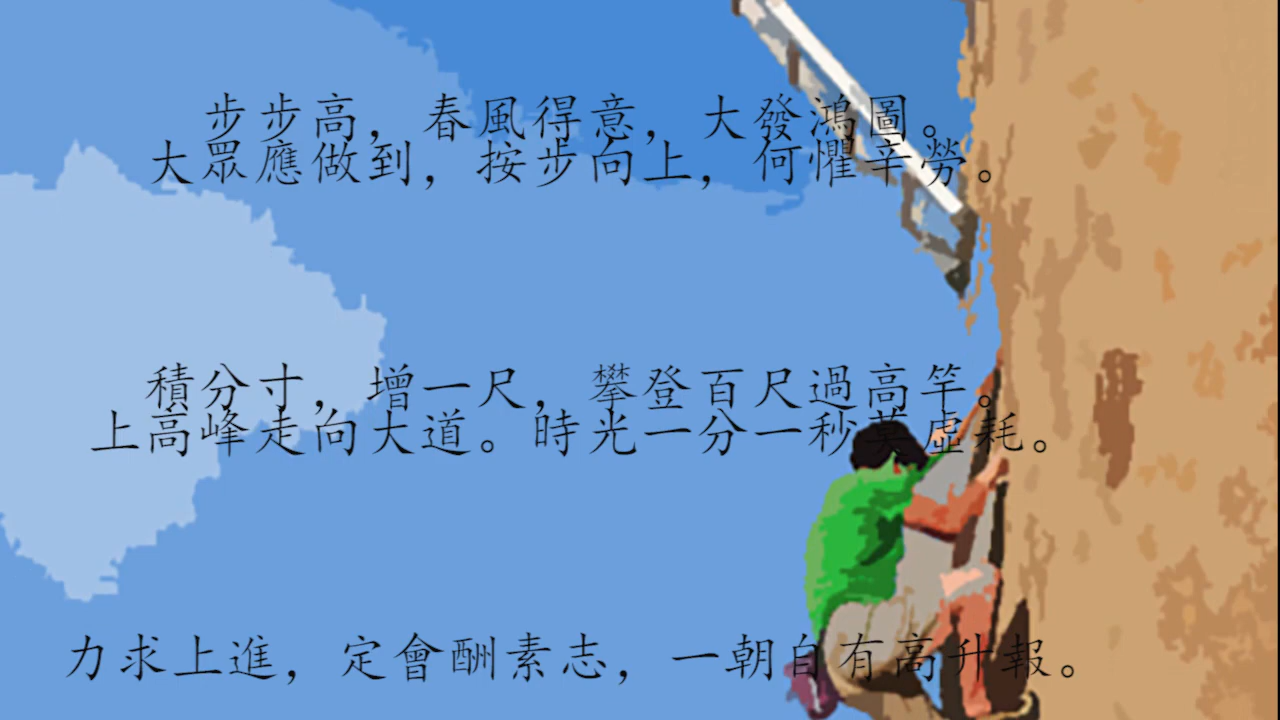 步步高，春風得意，大發鴻圖。
大眾應做到，按步向上，何懼辛勞。
積分寸，增一尺，攀登百尺過高竿。
上高峰走向大道。時光一分一秒莫虛耗。
力求上進，定會酬素志，一朝自有高升報。